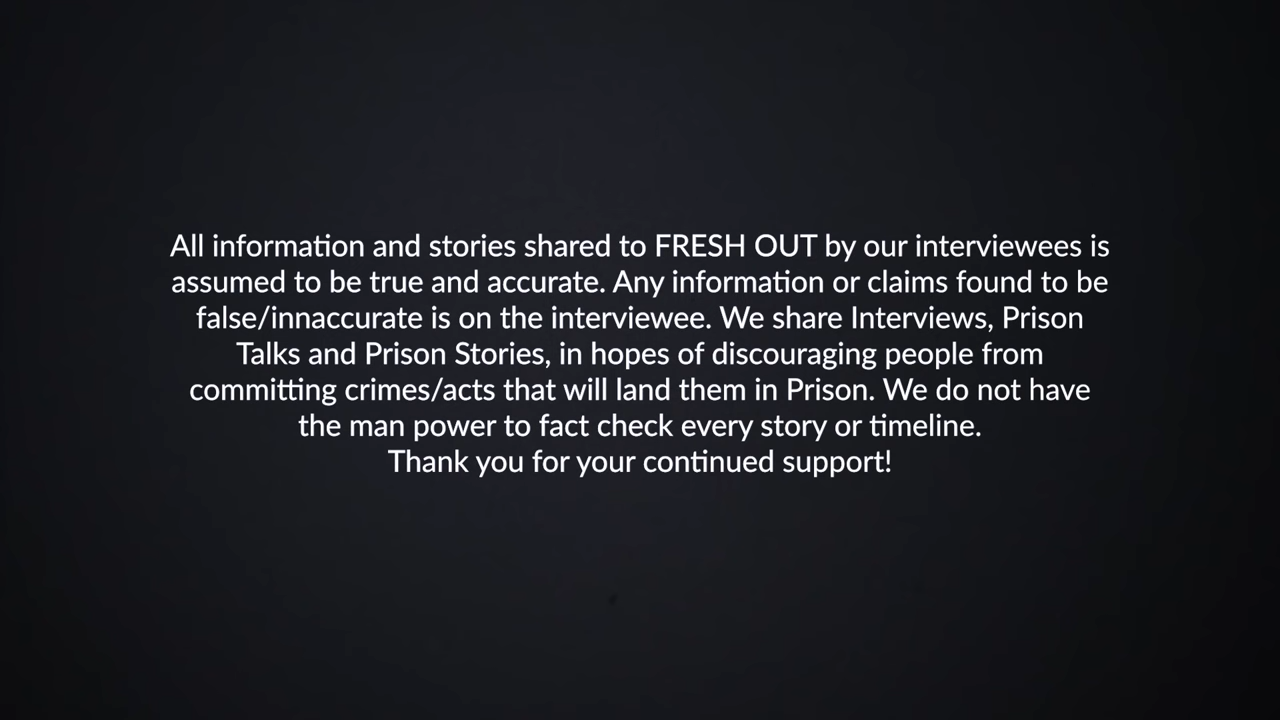 All information and stories shared to FRESH OUT by our interviewees is
assumed to be true and accurate. Any information or claims found to be
false/innaccurate is on the interviewee. We share Interviews, Prison
Talks and Prison Stories, in hopes of discouraging people from
committing crimes/acts that will land them in Prison. We do not have
the man power to fact check every story or timeline.
Thank you for your continued support!